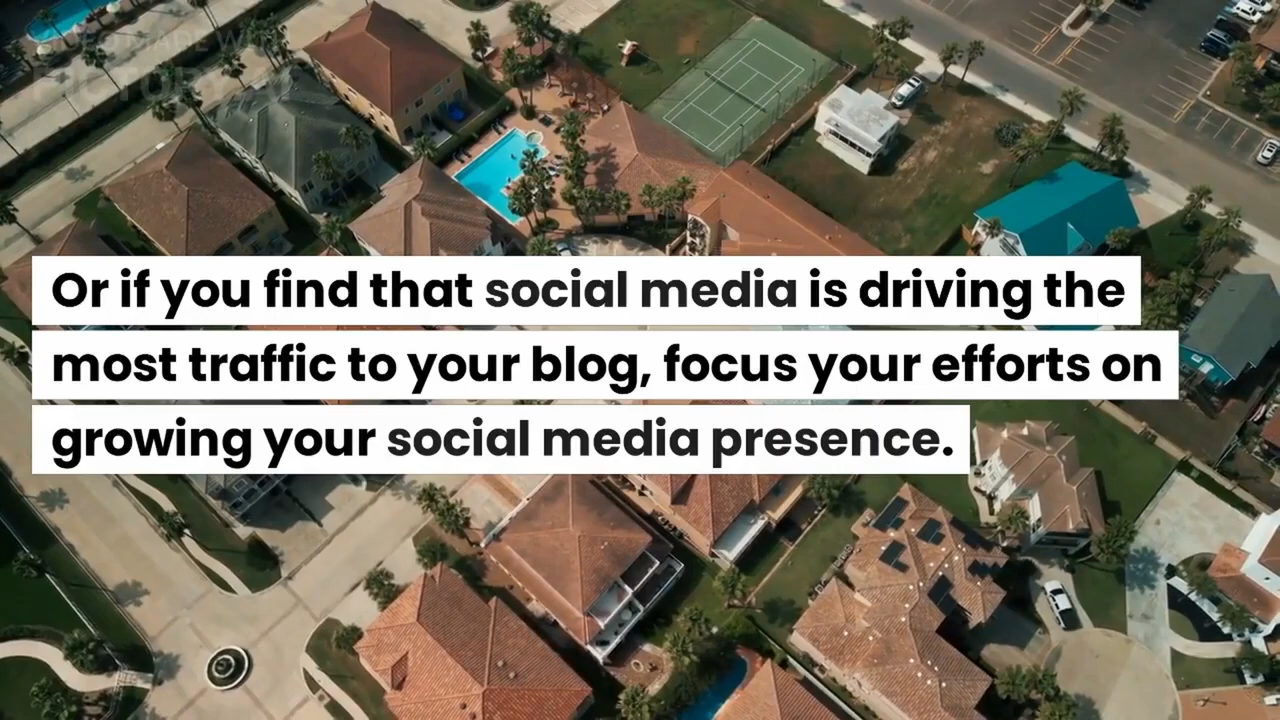 Or if you find that social media is driving the
most traffic to your blog, focus your efforts on
growing your social media presence.